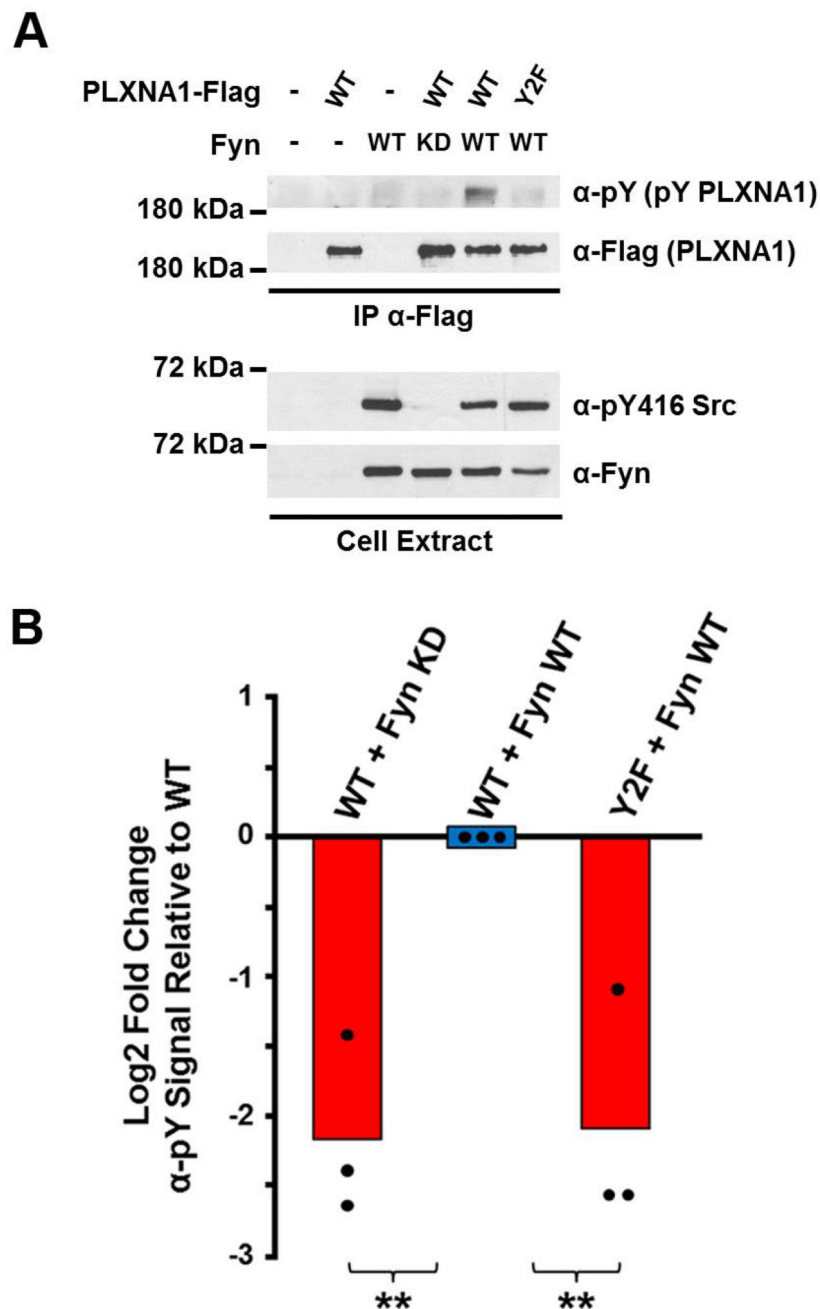 A
PLXNA1-Flag - WT - WT WT Y2F
Fyn - - WT KD WT WT
α-pY (pY PLXNA1)
180 kDa
α-Flag (PLXNA1)
180 kDa
IP α-Flag
72 kDa
α-pY416 Src
72 kDa
α-Fyn
Cell Extract
B
WT + Fyn KD
WT + Fyn WT
Y2F + Fyn WT
Log2 Fold Change
α-pY Signal Relative to WT
1
0
-1
-2
-3
** **